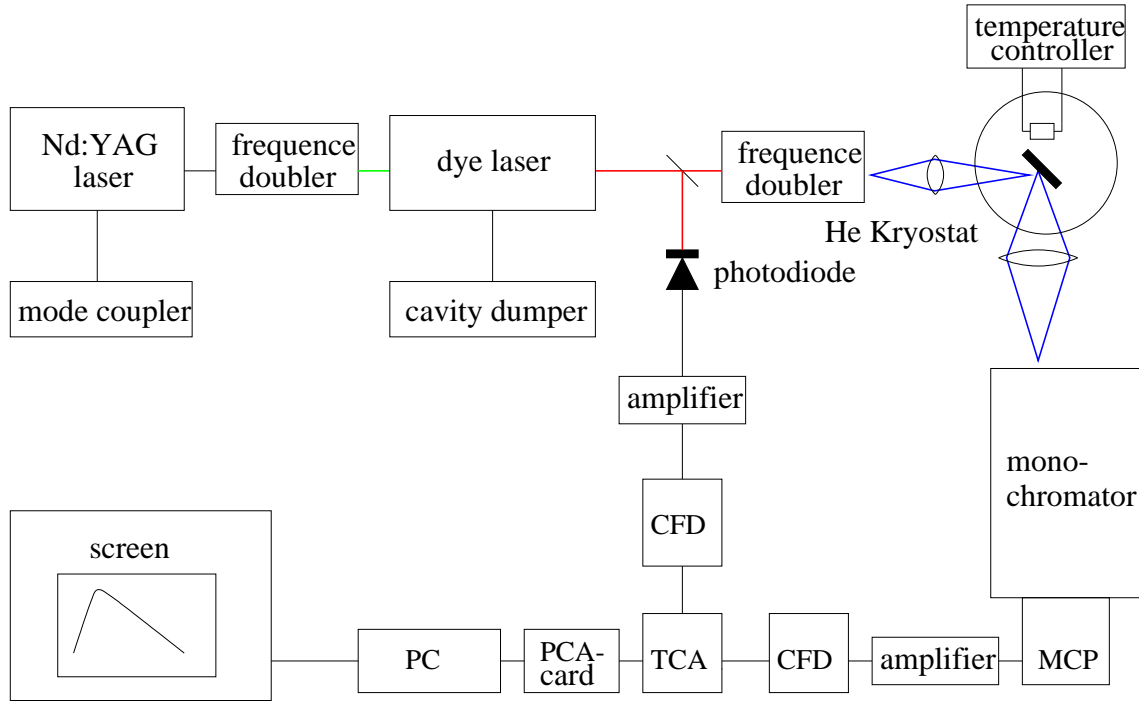 temperature
controller
Nd:YAG
laser
frequence
doubler
dye laser
frequence
doubler
He Kryostat
photodiode
mode coupler
cavity dumper
amplifier
mono-
chromator
CFD
screen
PC
PCA-
card
TCA
CFD
amplifier
MCP